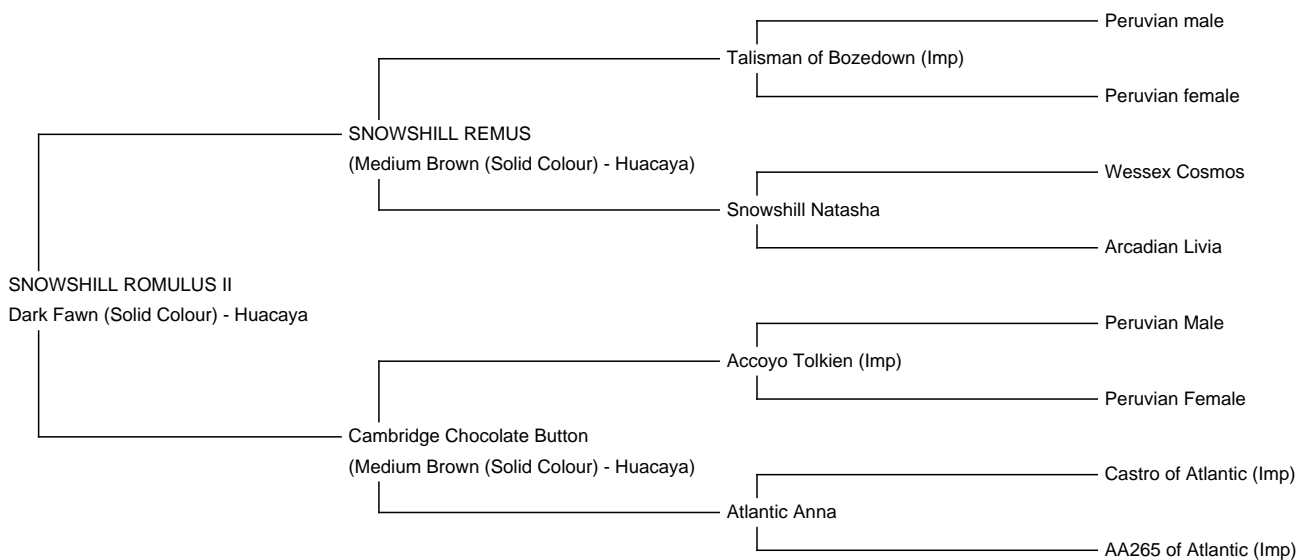 Peruvian male
Talisman of Bozedown (Imp)
Peruvian female
SNOWSHILL REMUS
(Medium Brown (Solid Colour) - Huacaya)
Wessex Cosmos
Snowshill Natasha
Arcadian Livia
SNOWSHILL ROMULUS II
Dark Fawn (Solid Colour) - Huacaya
Peruvian Male
Accoyo Tolkien (Imp)
Peruvian Female
Cambridge Chocolate Button
(Medium Brown (Solid Colour) - Huacaya)
Castro of Atlantic (Imp)
Atlantic Anna
AA265 of Atlantic (Imp)